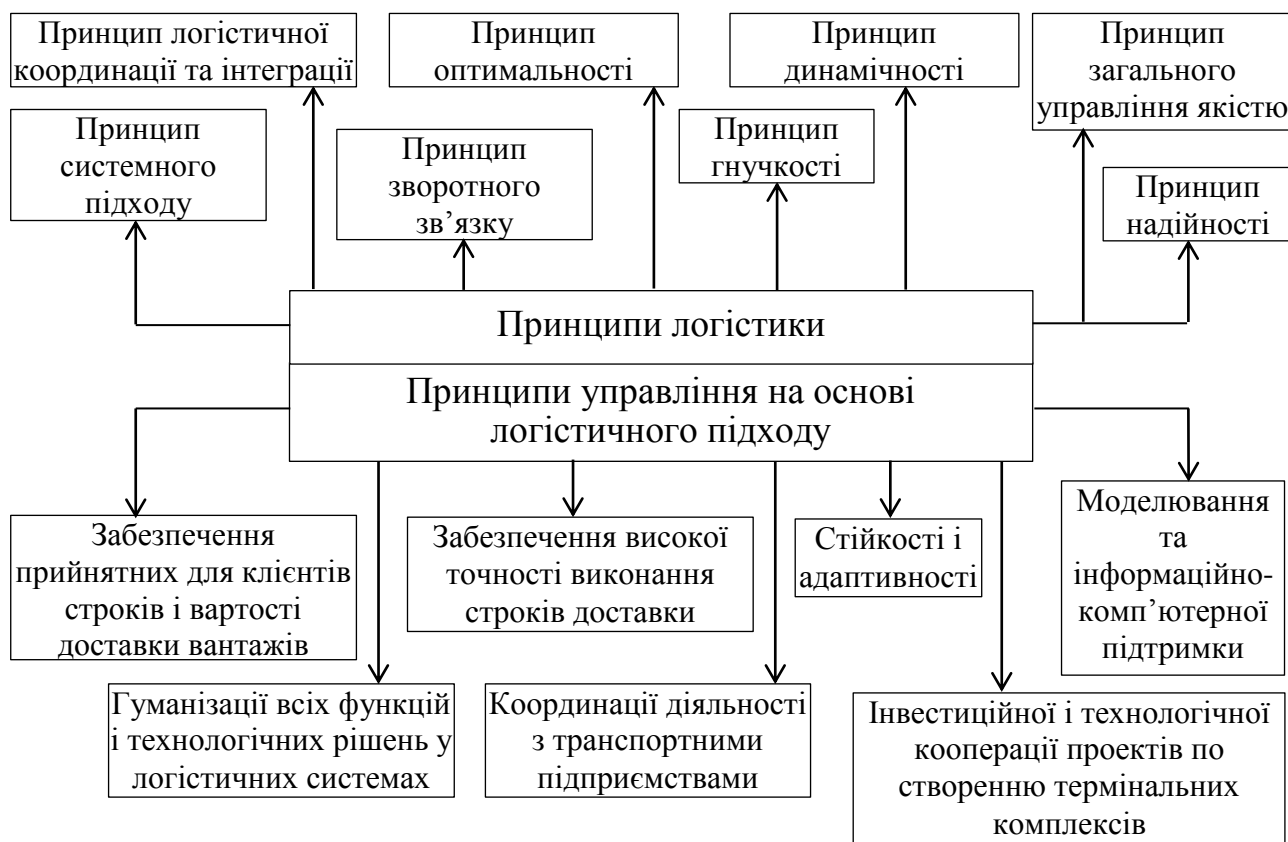 Принцип логістичної
координації та інтеграції
Принцип
оптимальності
Принцип
динамічності
Принцип
загального
управління якістю
Принцип
системного
підходу
Принцип
зворотного
зв’язку
Принцип
гнучкості
Принцип
надійності
Принципи логістики
Принципи управління на основі
логістичного підходу
Забезпечення
прийнятних для клієнтів
строків і вартості
доставки вантажів
Забезпечення високої
точності виконання
строків доставки
Стійкості і
адаптивності
Моделювання
та
інформаційно-
комп’ютерної
підтримки
Гуманізації всіх функцій
і технологічних рішень у
логістичних системах
Координації діяльності
з транспортними
підприємствами
Інвестиційної і технологічної
кооперації проектів по
створенню термінальних
комплексів